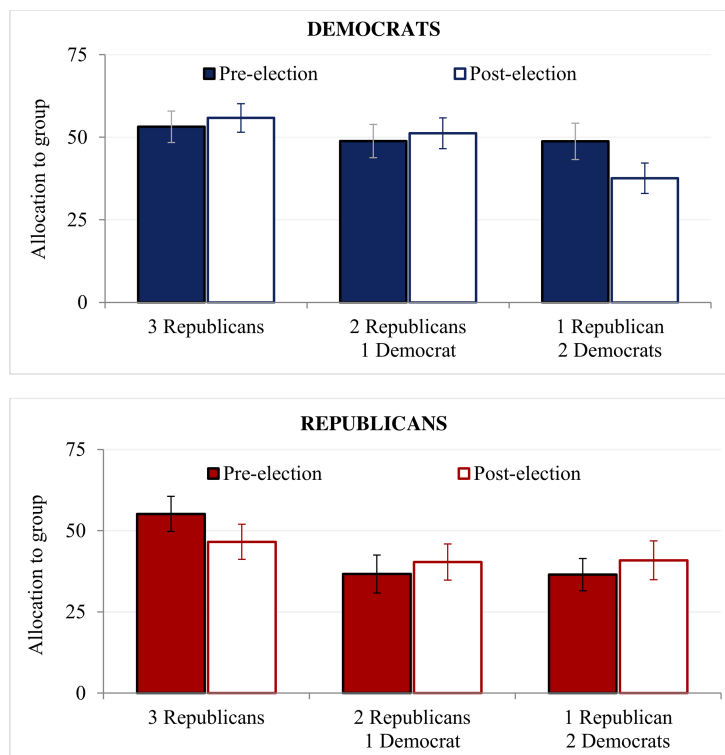 DEMOCRATS
75
Pre-election
Post-election
50
25
0
Allocation to group
3 Republicans
2 Republicans
1 Democrat
1 Republican
2 Democrats
REPUBLICANS
75
Pre-election
Post-election
50
25
0
Allocation to group
3 Republicans
2 Republicans
1 Democrat
1 Republican
2 Democrats